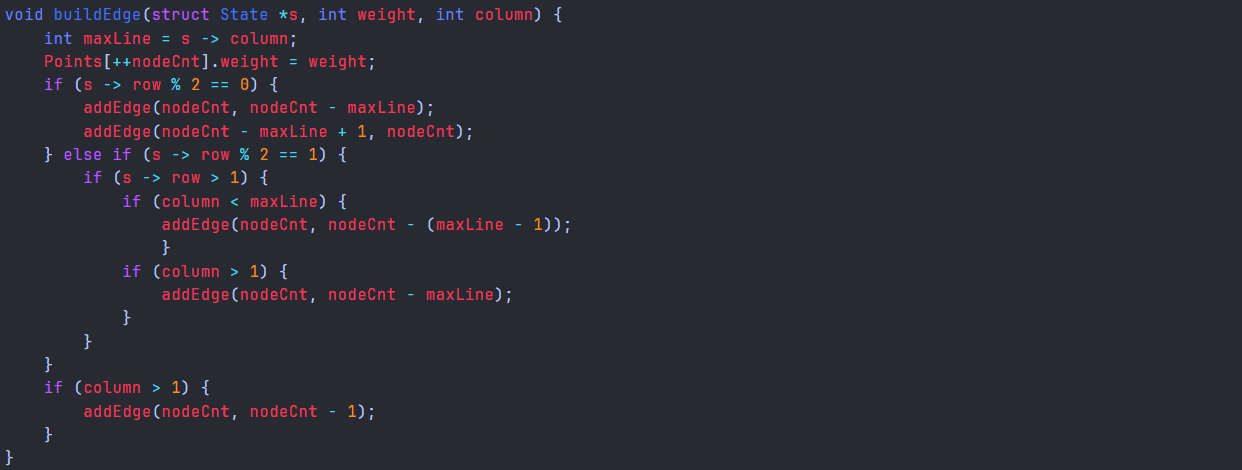 void buildEdge(struct State *s, int weight, int column) {
    int maxLine = s -> column;
    Points[++nodeCnt].weight = weight;
    if (s -> row % 2 == 0) {
        addEdge(nodeCnt, nodeCnt - maxLine);
        addEdge(nodeCnt - maxLine + 1, nodeCnt);
    } else if (s -> row % 2 == 1) {
        if (s -> row > 1) {
            if (column < maxLine) {
                addEdge(nodeCnt, nodeCnt - (maxLine - 1));
                }
            if (column > 1) {
                addEdge(nodeCnt, nodeCnt - maxLine);
            }
        }
    }
    if (column > 1) {
        addEdge(nodeCnt, nodeCnt - 1);
    }
}